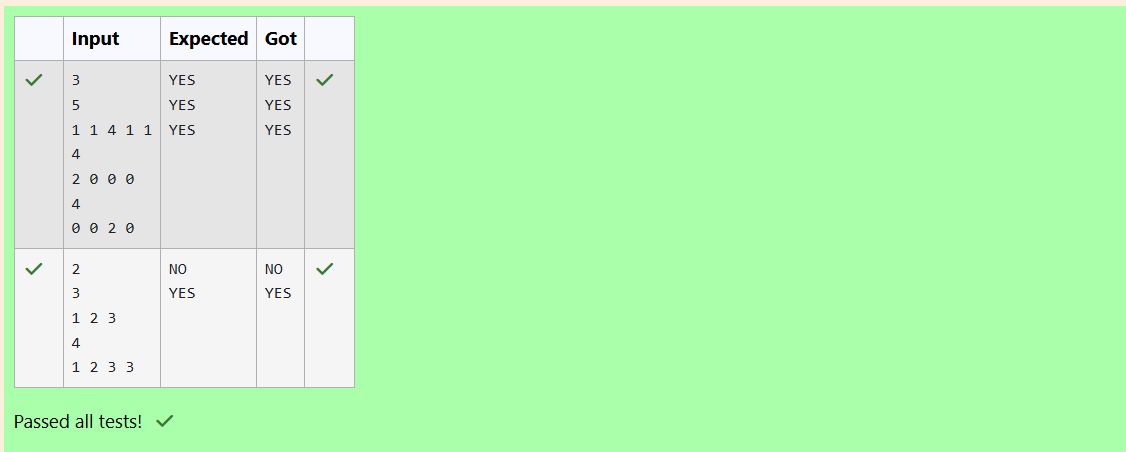 Input Expected Got
3 YES YES
5 YES YES
1 1 4 1 1 YES YES
4
2 0 0 0
4
0 0 2 0
2 NO NO
3 YES YES
1 2 3
4
1 2 3 3
Passed all tests!